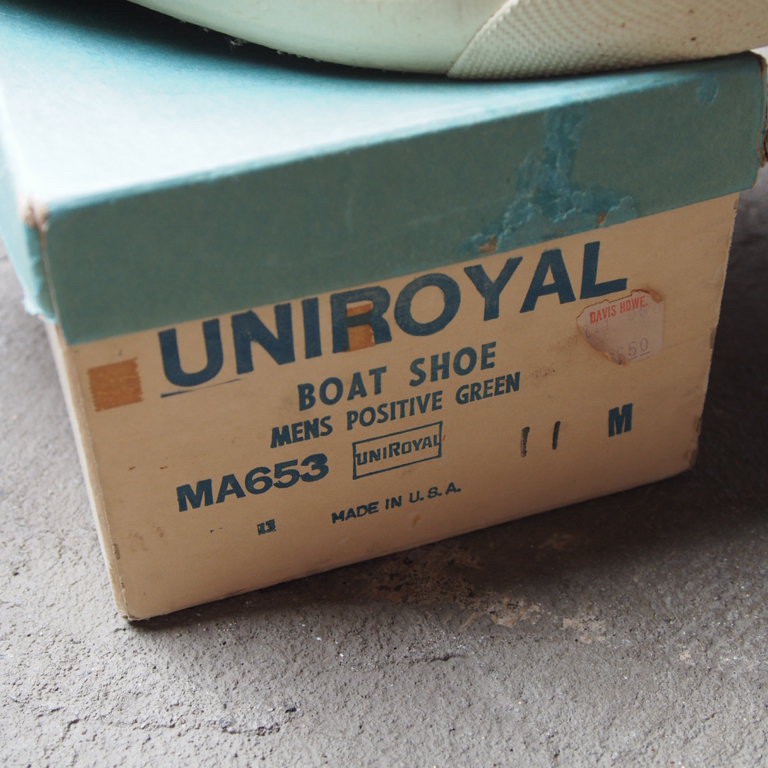 UNIROYAL
DAVIS HOWE.
BOAT SHOE
MENS POSITIVE GREEN
MA653
UNIROYAL
11
M
MADE IN U.S.A.